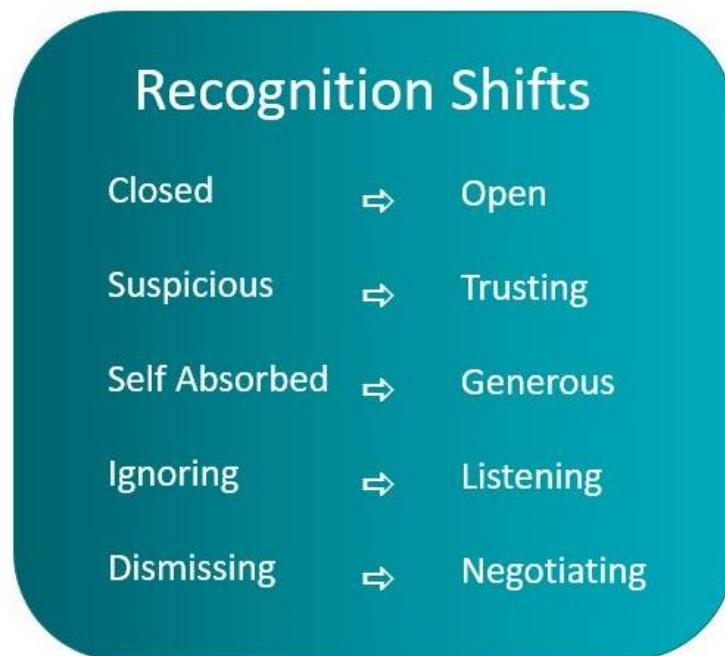 Recognition Shifts
Closed ⇨ Open
Suspicious ⇨ Trusting
Self Absorbed ⇨ Generous
Ignoring ⇨ Listening
Dismissing ⇨ Negotiating